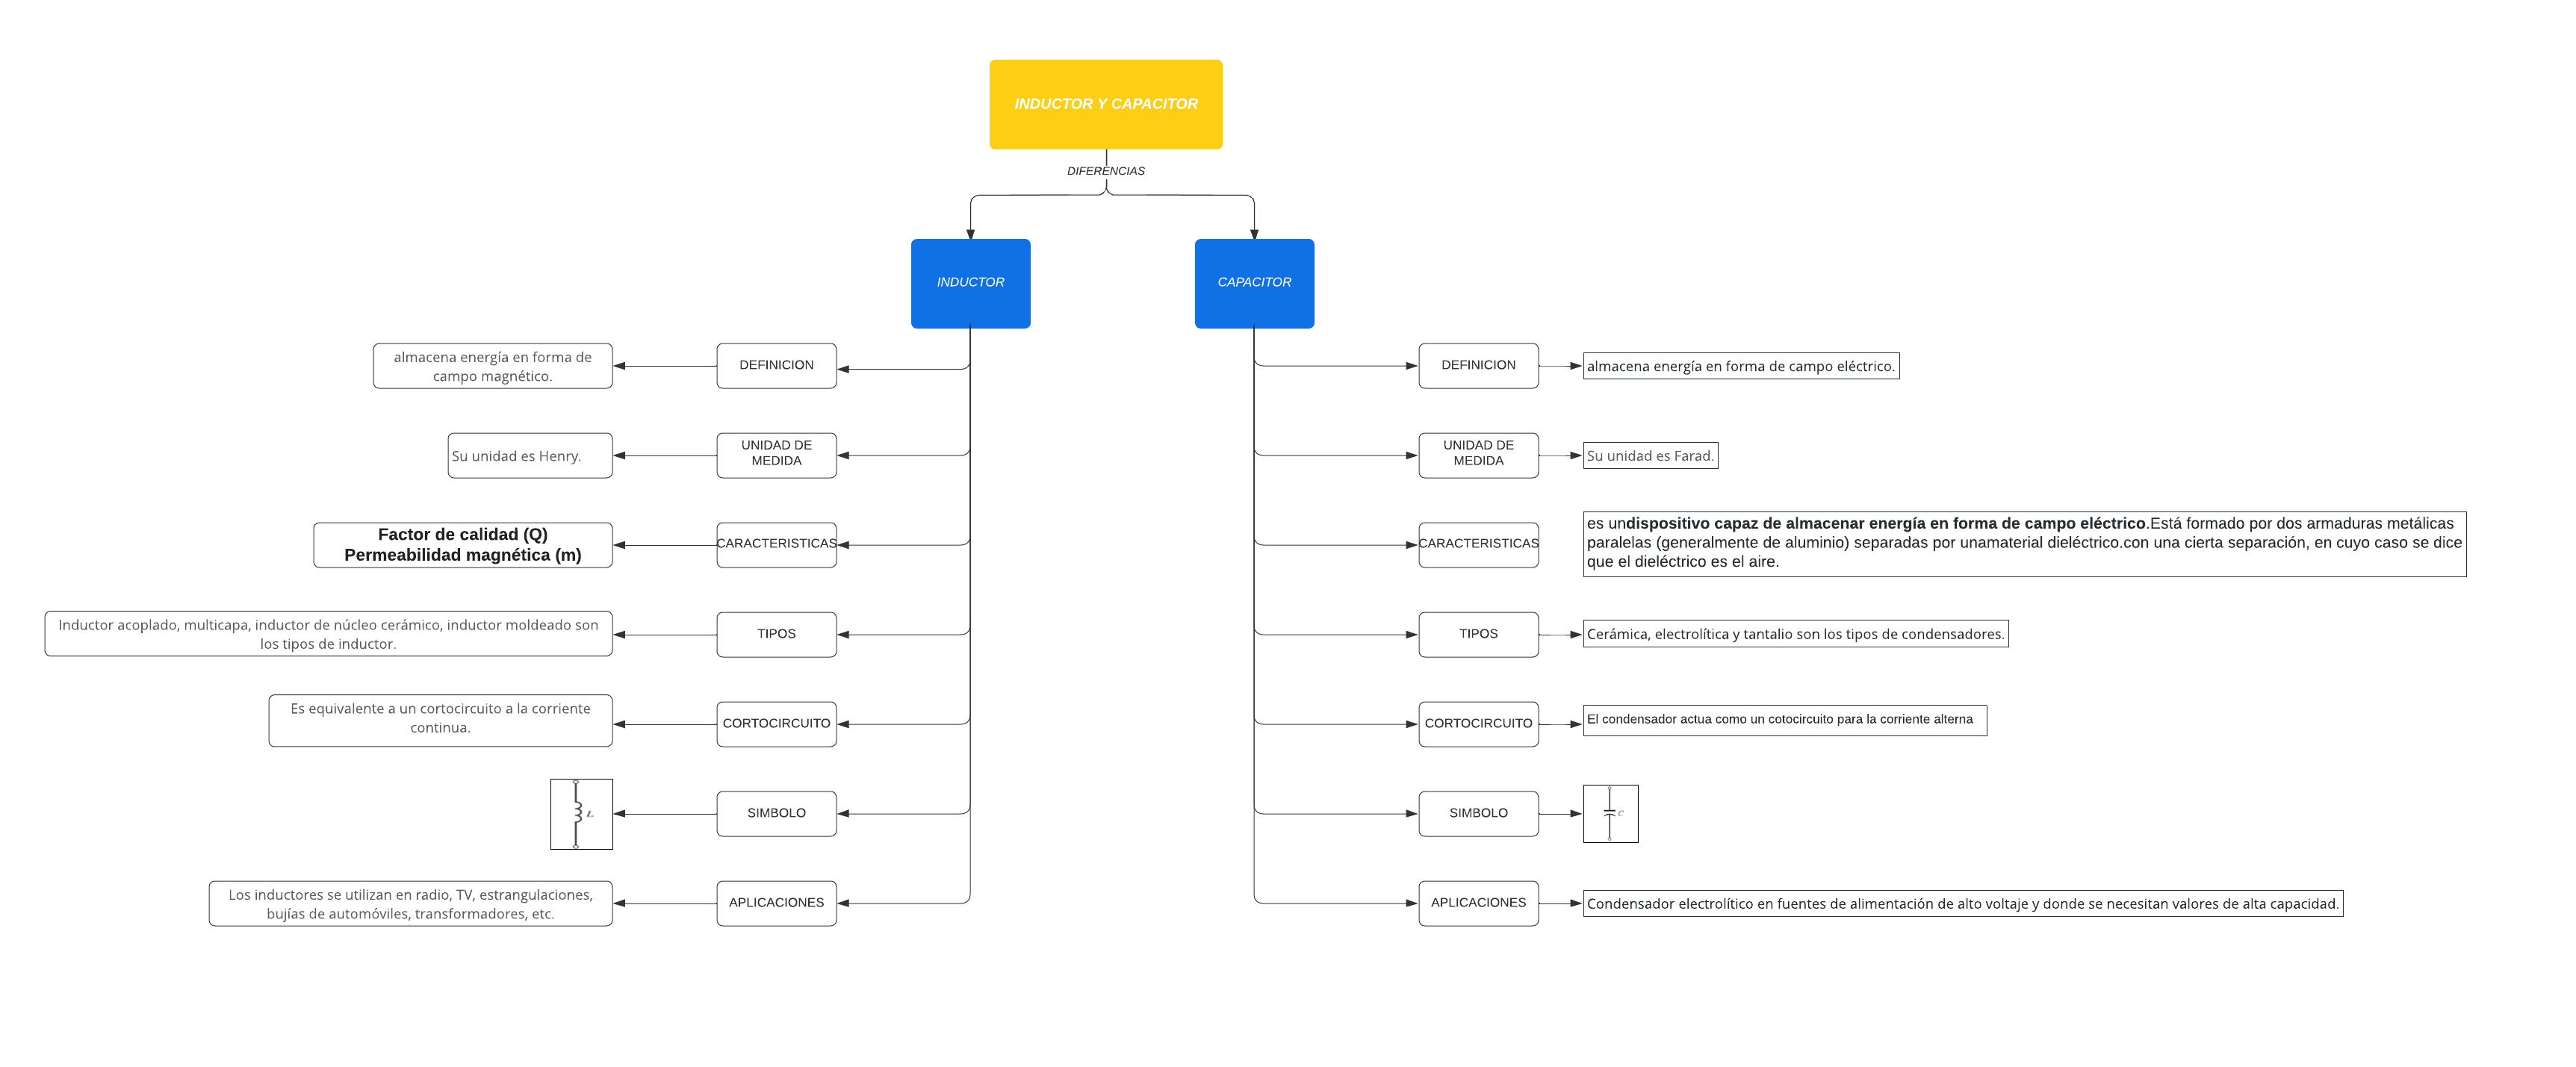 INDUCTOR Y CAPACITOR
DIFERENCIAS
INDUCTOR
CAPACITOR
almacena energía en forma de
campo magnético.
DEFINICION
DEFINICION
almacena energía en forma de campo eléctrico.
Su unidad es Henry.
UNIDAD DE
MEDIDA
UNIDAD DE
MEDIDA
Su unidad es Farad.
Factor de calidad (Q)
Permeabilidad magnética (m)
CARACTERISTICAS
CARACTERISTICAS
es undispositivo capaz de almacenar energía en forma de campo eléctrico.Está formado por dos armaduras metálicas
paralelas (generalmente de aluminio) separadas por unamaterial dieléctrico.con una cierta separación, en cuyo caso se dice
que el dieléctrico es el aire.
Inductor acoplado, multicapa, inductor de núcleo cerámico, inductor moldeado son
los tipos de inductor.
TIPOS
TIPOS
Cerámica, electrolítica y tantalio son los tipos de condensadores.
Es equivalente a un cortocircuito a la corriente
continua.
CORTOCIRCUITO
CORTOCIRCUITO
El condensador actua como un cotocircuito para la corriente alterna
L
SIMBOLO
SIMBOLO
C
Los inductores se utilizan en radio, TV, estrangulaciones,
bujías de automóviles, transformadores, etc.
APLICACIONES
APLICACIONES
Condensador electrolítico en fuentes de alimentación de alto voltaje y donde se necesitan valores de alta capacidad.